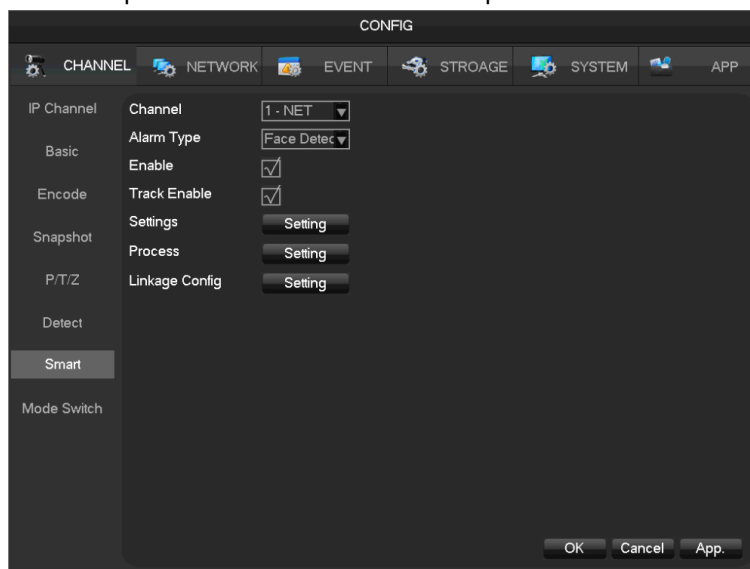 CONFIG
CHANNEL NETWORK EVENT STROAGE SYSTEM APP
IP Channel
Basic
Encode
Snapshot
P/T/Z
Detect
Smart
Mode Switch
Channel 1 - NET
Alarm Type Face Detec
Enable
Track Enable
Settings Setting
Process Setting
Linkage Config Setting
OK Cancel App.